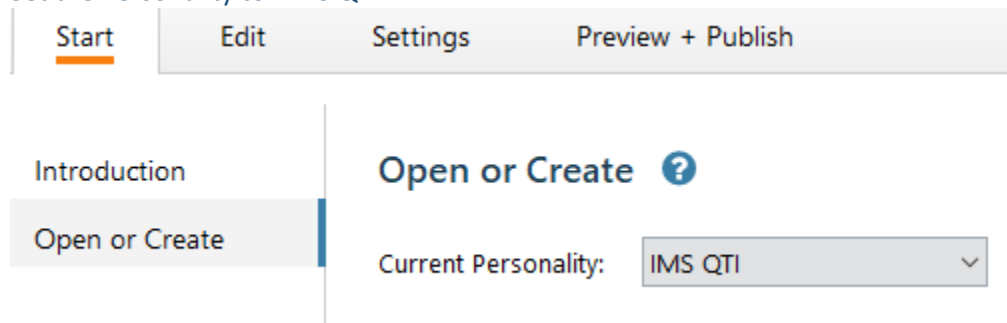 Start Edit Settings Preview + Publish
Introduction
Open or Create
Open or Create ?
Current Personality: IMS QTI